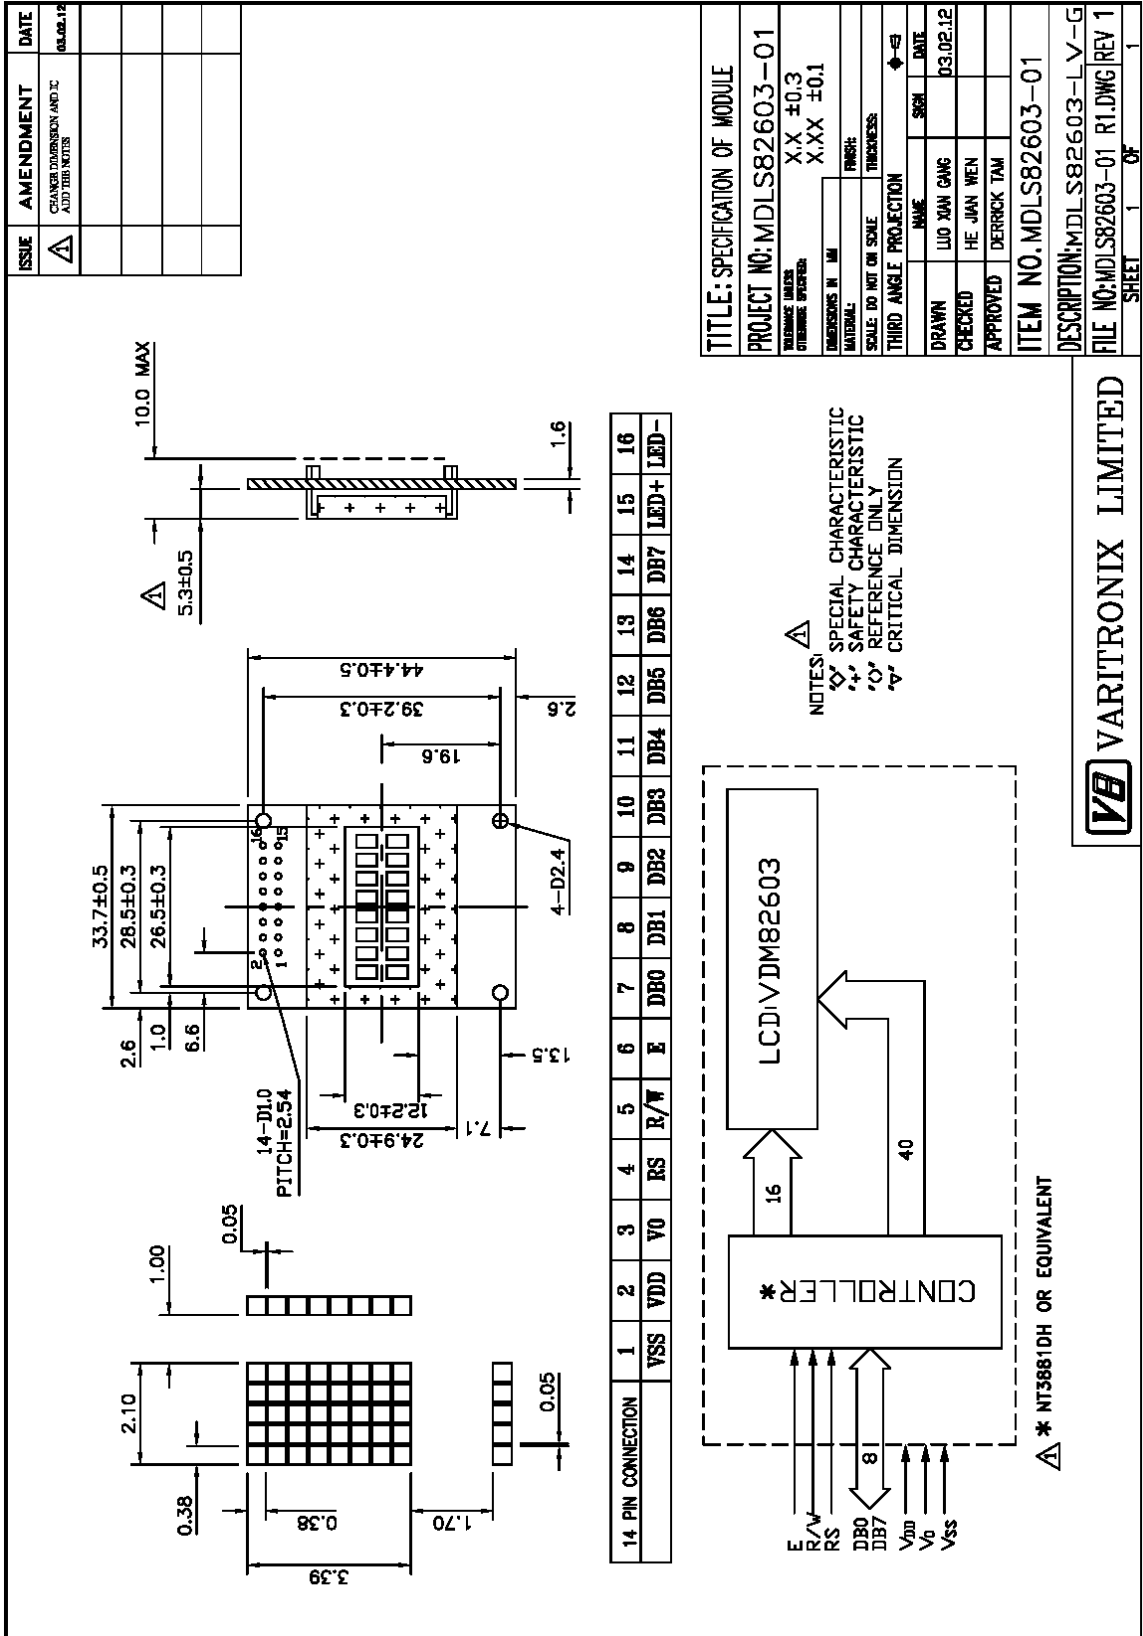 ISSUE AMENDMENT DATE
1 CHANGE DIMENSION AND IC 03.02.12
ADD THE NOTES
3.39
0.38
0.38
2.10
1.70
0.05
1.00
0.05
14-D1.0
PITCH=2.54
33.7±0.5
28.5±0.3
26.5±0.3
2.6
1.0
6.6
2 16
1 15
24.9±0.3
12.2±0.3
7.1
13.5
4-D2.4
19.6
39.2±0.3
44.4±0.5
2.6
1
5.3±0.5
10.0 MAX
1.6
14 PIN CONNECTION 1 2 3 4 5 6 7 8 9 10 11 12 13 14 15 16
VSS VDD V0 RS R/W E DB0 DB1 DB2 DB3 DB4 DB5 DB6 DB7 LED+ LED-
E
R/W
RS
DB0
DB7
8
VDD
V0
VSS
CONTROLLER*
16
40
LCD:VDM82603
1 * NT3881DH OR EQUIVALENT
NOTES: 1
"◇" SPECIAL CHARACTERISTIC
"+" SAFETY CHARACTERISTIC
"○" REFERENCE ONLY
"▽" CRITICAL DIMENSION
VARITRONIX LIMITED
TITLE: SPECIFICATION OF MODULE
PROJECT NO: MDLS82603-01
TOLERANCE UNLESS
OTHERWISE SPECIFIED:
X.X ±0.3
X.XX ±0.1
DIMENSIONS IN MM
MATERIAL: FINISH:
SCALE: DO NOT ON SCALE THICKNESS:
THIRD ANGLE PROJECTION
NAME SIGN DATE
DRAWN LUO XIAN GANG 03.02.12
CHECKED HE JIAN WEN
APPROVED DERRICK TAM
ITEM NO. MDLS82603-01
DESCRIPTION: MDLS82603-LV-G
FILE NO: MDLS82603-01 R1.DWG REV 1
SHEET 1 OF 1